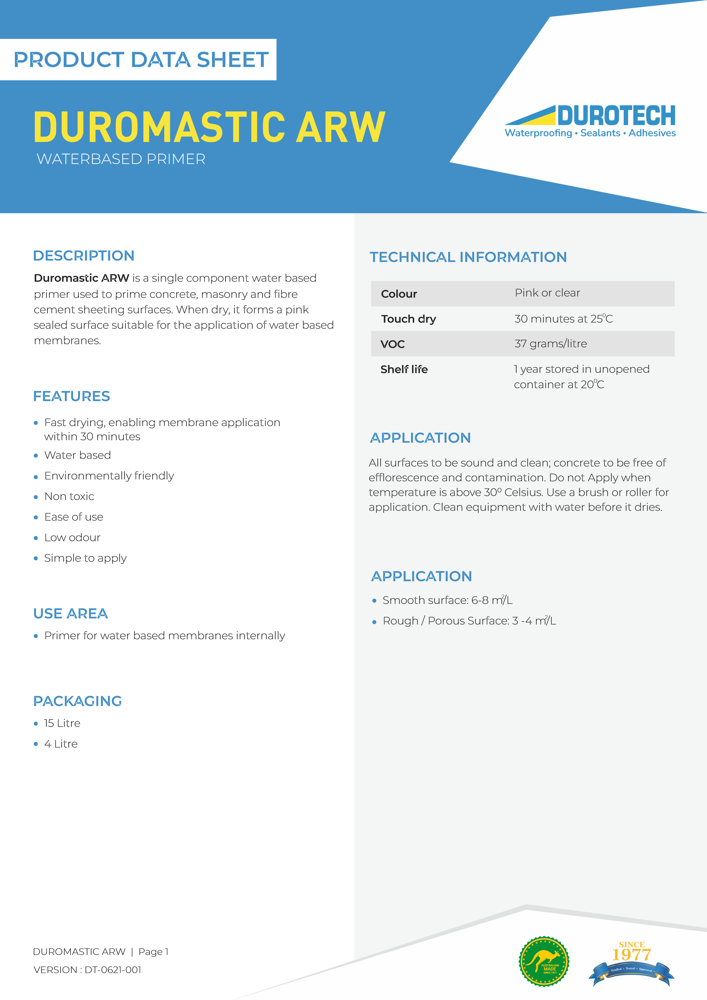 PRODUCT DATA SHEET
DUROMASTIC ARW
WATERBASED PRIMER
DUROTECH
Waterproofing • Sealants • Adhesives
DESCRIPTION
Duromastic ARW is a single component water based
primer used to prime concrete, masonry and fibre
cement sheeting surfaces. When dry, it forms a pink
sealed surface suitable for the application of water based
membranes.
FEATURES
• Fast drying, enabling membrane application
within 30 minutes
• Water based
• Environmentally friendly
• Non toxic
• Ease of use
• Low odour
• Simple to apply
USE AREA
• Primer for water based membranes internally
PACKAGING
• 15 Litre
• 4 Litre
TECHNICAL INFORMATION
Colour Pink or clear
Touch dry 30 minutes at 25⁰C
VOC 37 grams/litre
Shelf life 1 year stored in unopened
container at 20⁰C
APPLICATION
All surfaces to be sound and clean; concrete to be free of
efflorescence and contamination. Do not Apply when
temperature is above 30⁰ Celsius. Use a brush or roller for
application. Clean equipment with water before it dries.
APPLICATION
• Smooth surface: 6-8 m²/L
• Rough / Porous Surface: 3 -4 m²/L
DUROMASTIC ARW | Page 1
VERSION : DT-0621-001
AUSTRALIAN
MADE
SINCE 1977
SINCE
1977
Trialled • Tested • Approved